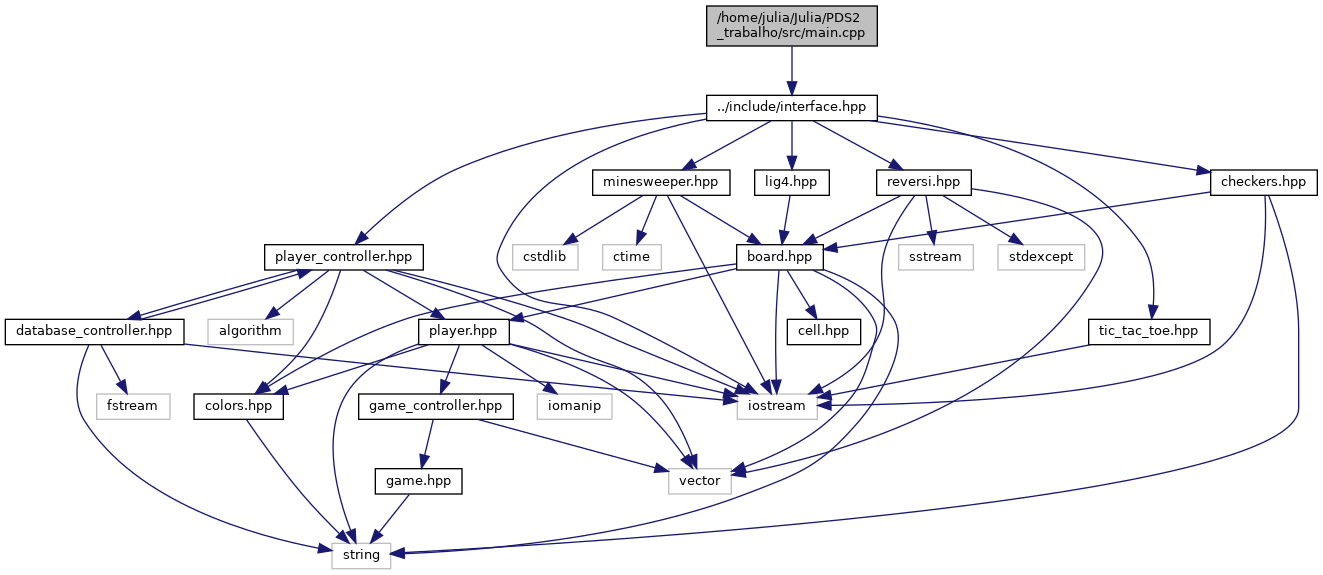 /home/julia/Julia/PDS2
_trabalho/src/main.cpp
../include/interface.hpp
minesweeper.hpp
lig4.hpp
reversi.hpp
checkers.hpp
player_controller.hpp
cstdlib
ctime
board.hpp
sstream
stdexcept
database_controller.hpp
algorithm
player.hpp
cell.hpp
tic_tac_toe.hpp
fstream
colors.hpp
game_controller.hpp
iomanip
iostream
game.hpp
vector
string